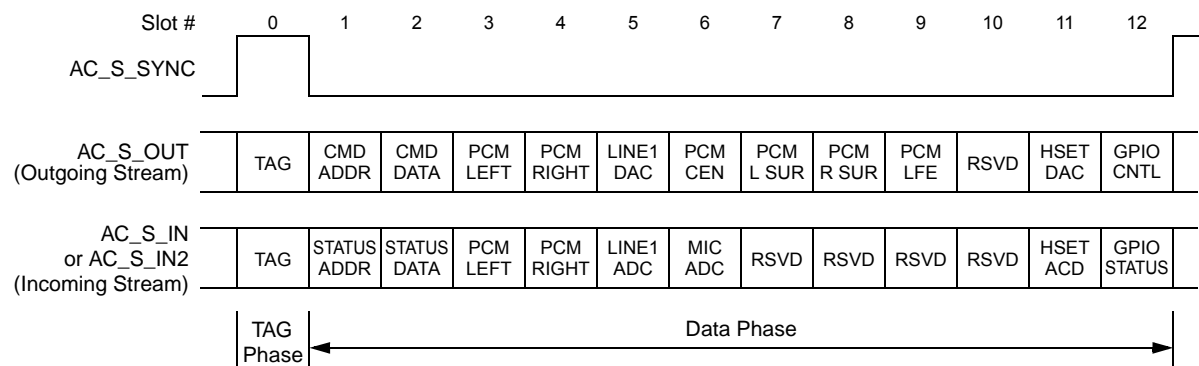 Slot # 0 1 2 3 4 5 6 7 8 9 10 11 12
AC_S_SYNC
AC_S_OUT
(Outgoing Stream)
TAG CMD ADDR CMD DATA PCM LEFT PCM RIGHT LINE1 DAC PCM CEN PCM L SUR PCM R SUR PCM LFE RSVD HSET DAC GPIO CNTL
AC_S_IN
or AC_S_IN2
(Incoming Stream)
TAG STATUS ADDR STATUS DATA PCM LEFT PCM RIGHT LINE1 ADC MIC ADC RSVD RSVD RSVD RSVD HSET ACD GPIO STATUS
TAG
Phase
Data Phase